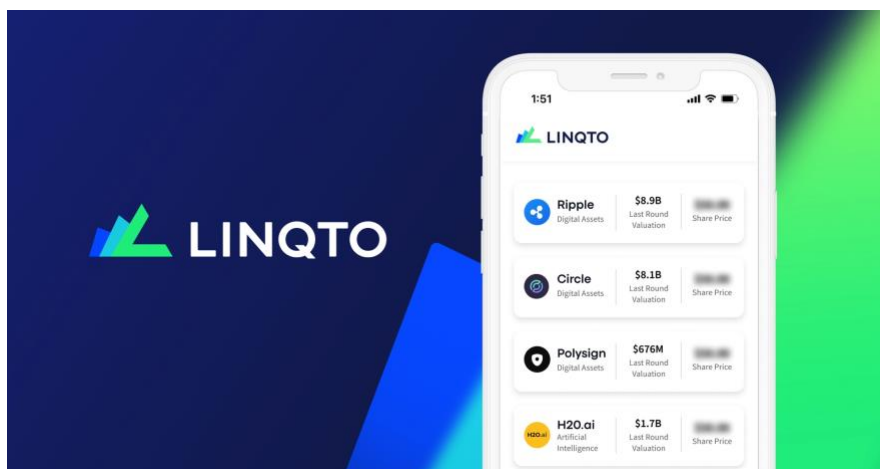 LINQTO
1:51
LINQTO
Ripple
Digital Assets
$8.9B
Last Round
Valuation
Share Price
Circle
Digital Assets
$8.1B
Last Round
Valuation
Share Price
Polysign
Digital Assets
$676M
Last Round
Valuation
Share Price
H2O.ai
H2O.ai
Artificial
Intelligence
$1.7B
Last Round
Valuation
Share Price